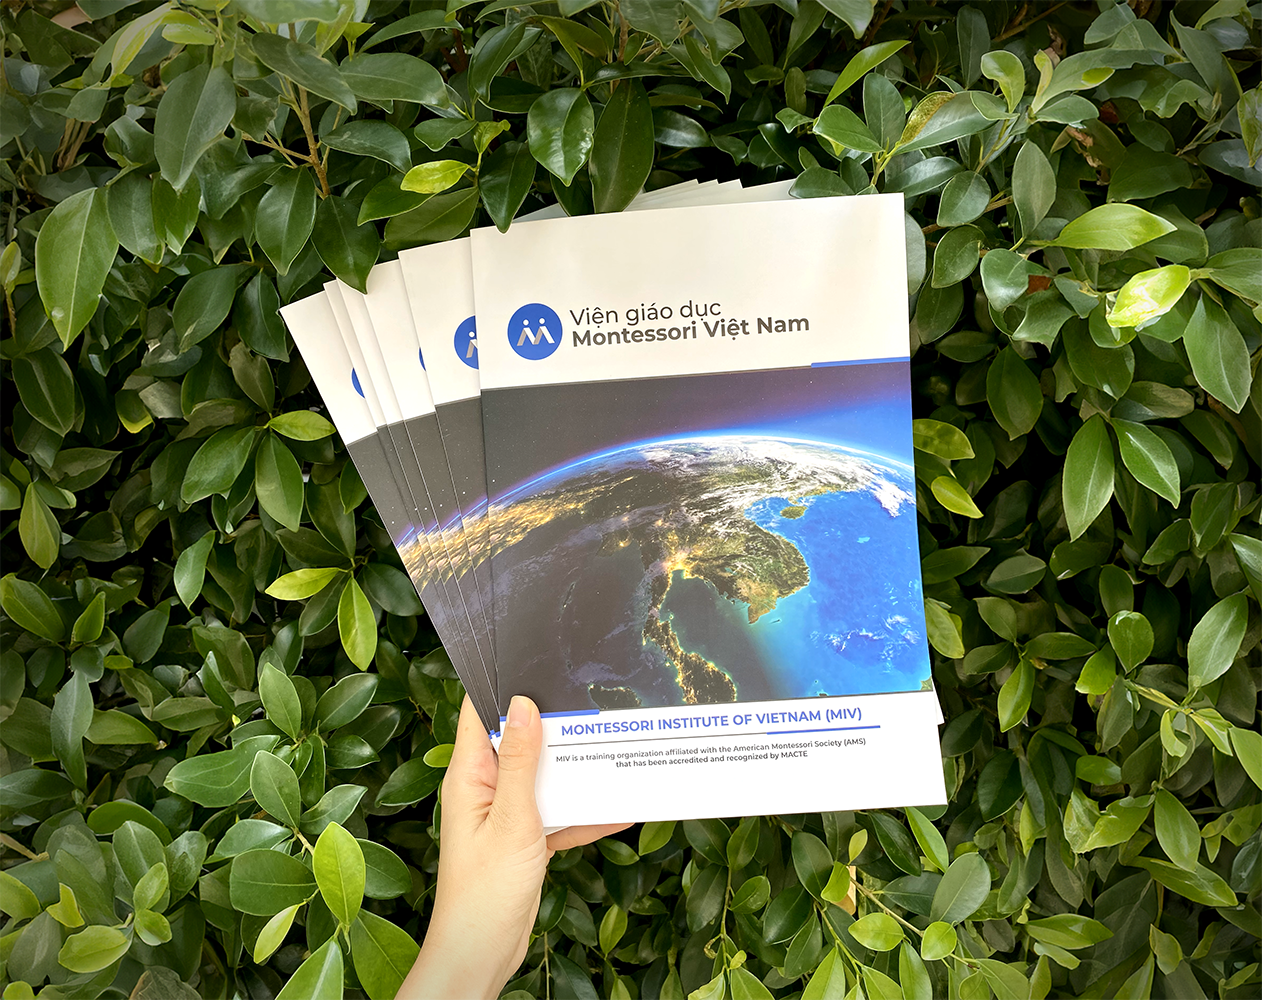 Viện giáo dục
Montessori Việt Nam
MONTESSORI INSTITUTE OF VIETNAM (MIV)
MIV is a training organization affiliated with the American Montessori Society (AMS)
that has been accredited and recognized by MACTE